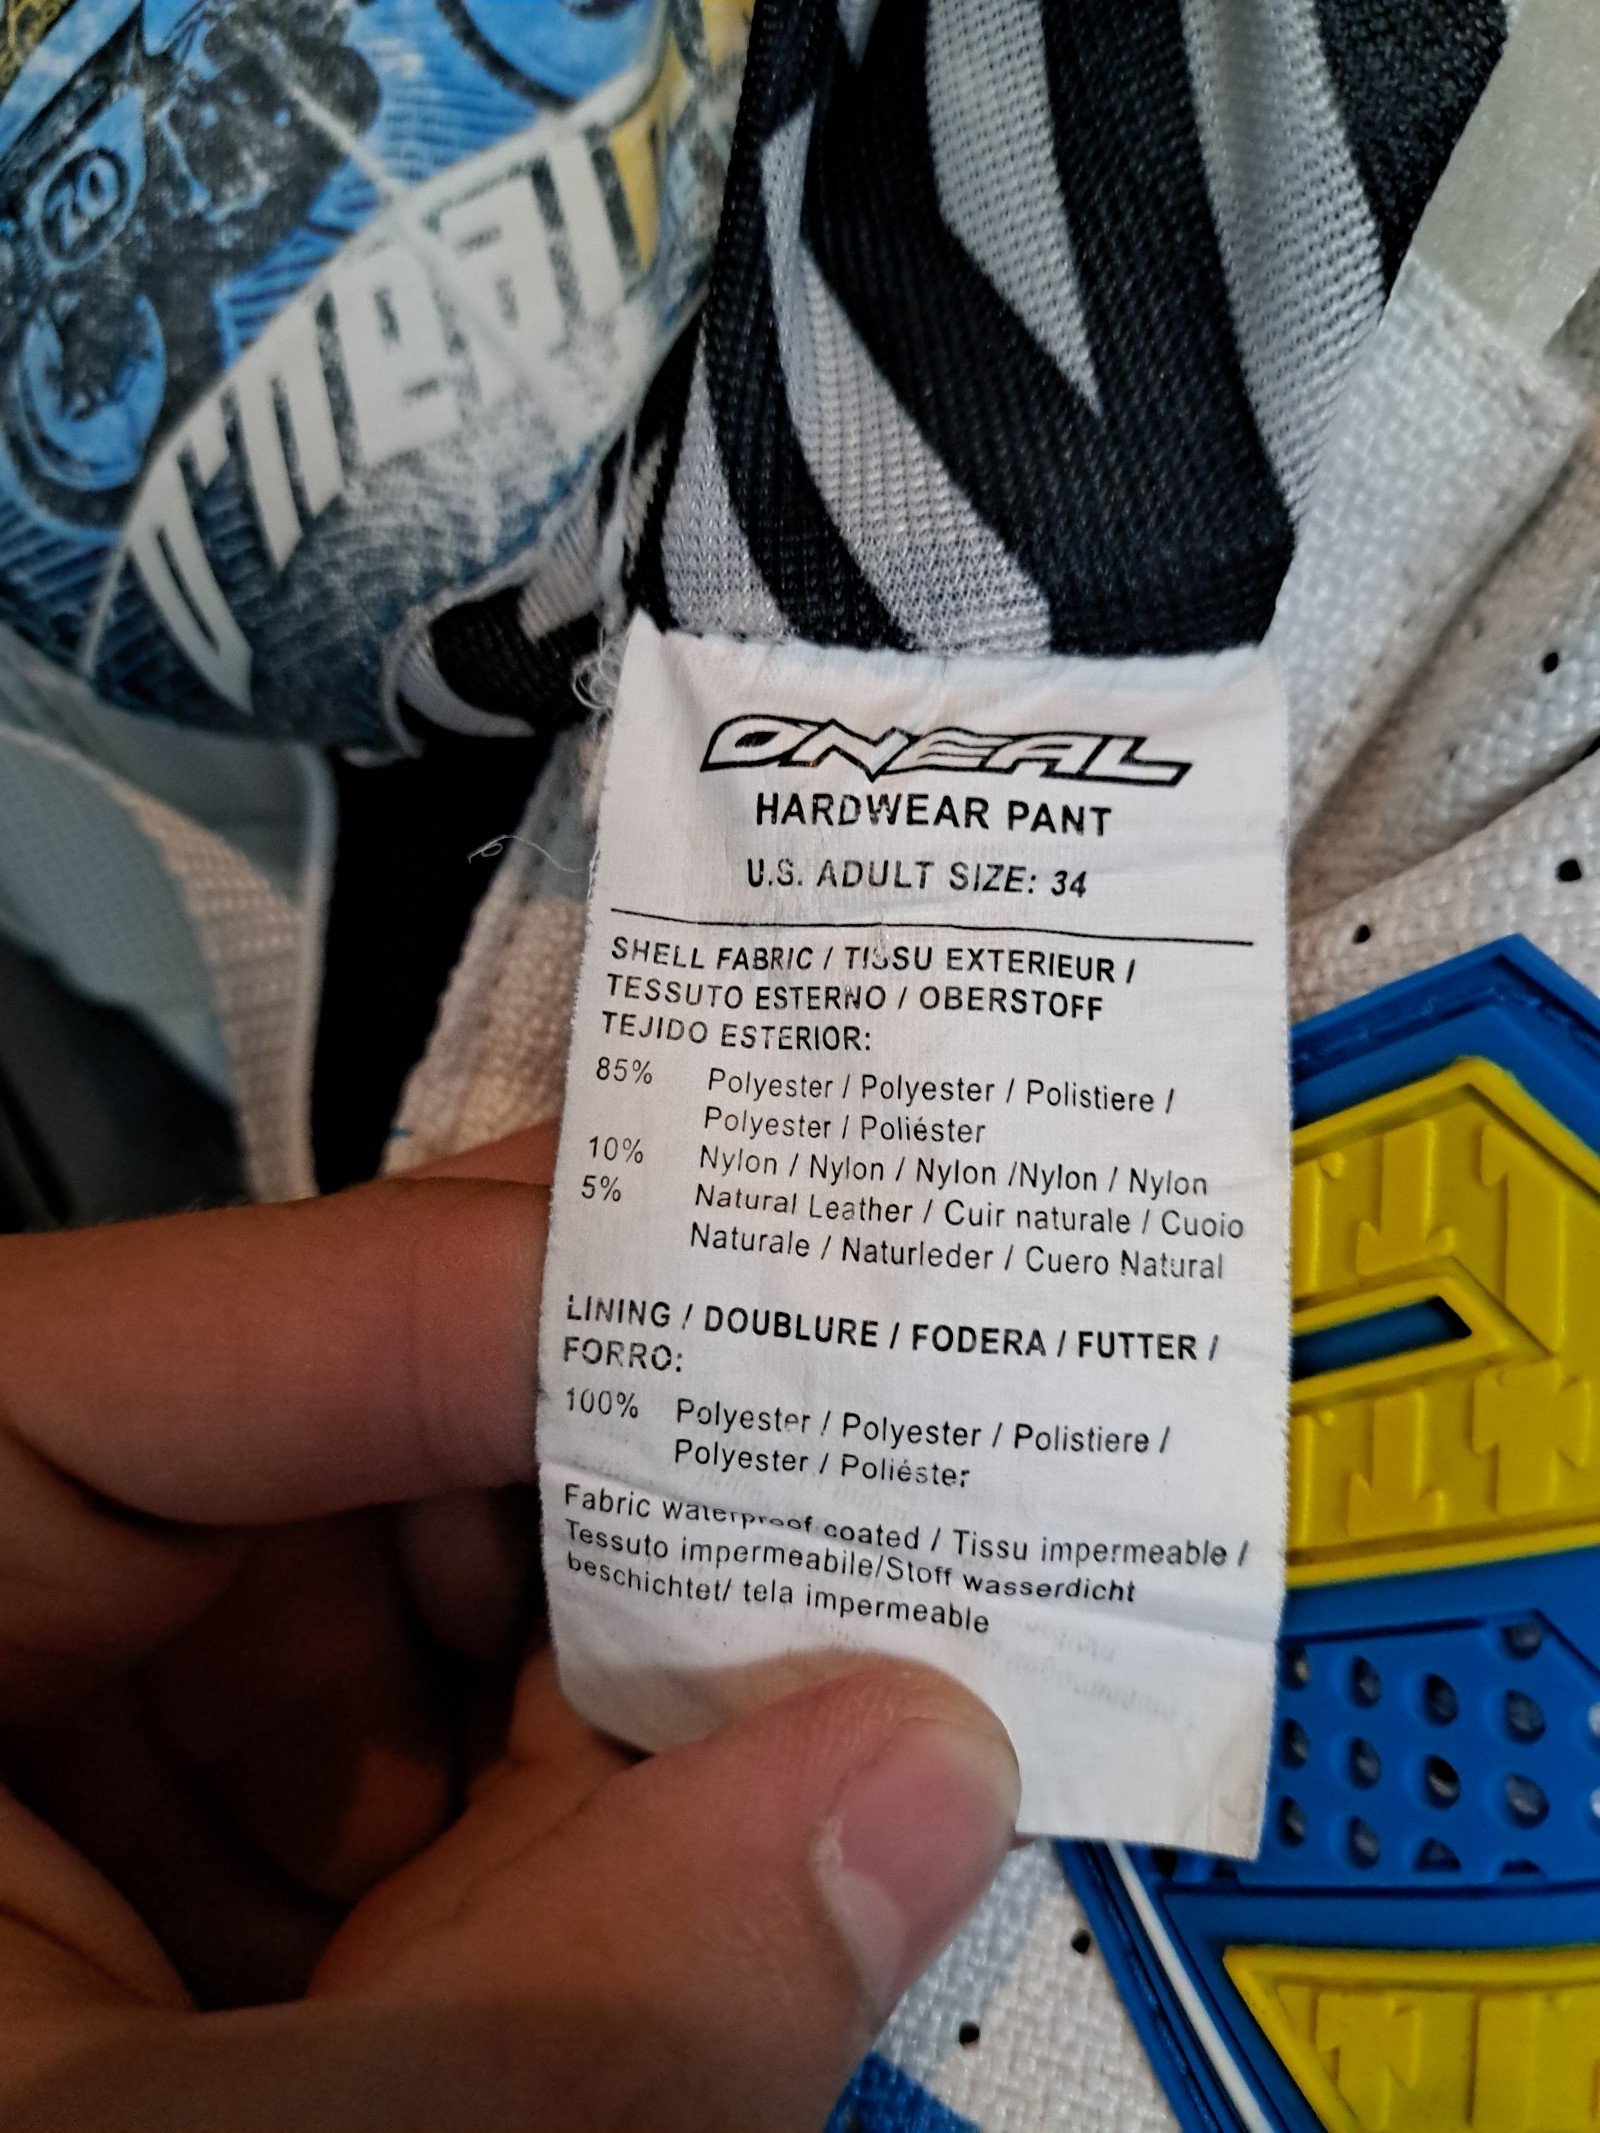 20
oneal
O'NEAL
HARDWEAR PANT
U.S. ADULT SIZE: 34
SHELL FABRIC / TISSU EXTERIEUR /
TESSUTO ESTERNO / OBERSTOFF
TEJIDO ESTERIOR:
85% Polyester / Polyester / Polistiere /
Polyester / Poliéster
10% Nylon / Nylon / Nylon /Nylon / Nylon
5% Natural Leather / Cuir naturale / Cuoio
Naturale / Naturleder / Cuero Natural
LINING / DOUBLURE / FODERA / FUTTER /
FORRO:
100% Polyester / Polyester / Polistiere /
Polyester / Poliéster
Fabric waterproof coated / Tissu impermeable /
Tessuto impermeabile/Stoff wasserdicht
beschichtet/ tela impermeable